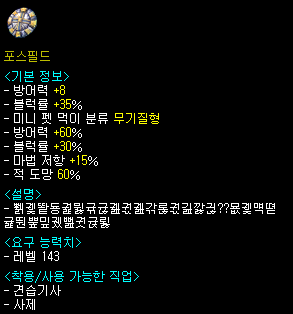 포스필드
<기본 정보>
- 방어력 +8
- 블럭률 +35%
- 미니 펫 먹이 분류 무기질형
- 방어력 +60%
- 블럭률 +30%
- 마법 저항 +15%
- 적 도망 60%
<설명>
<요구 능력치>
- 레벨 143
<착용/사용 가능한 직업>
- 견습기사
- 사제